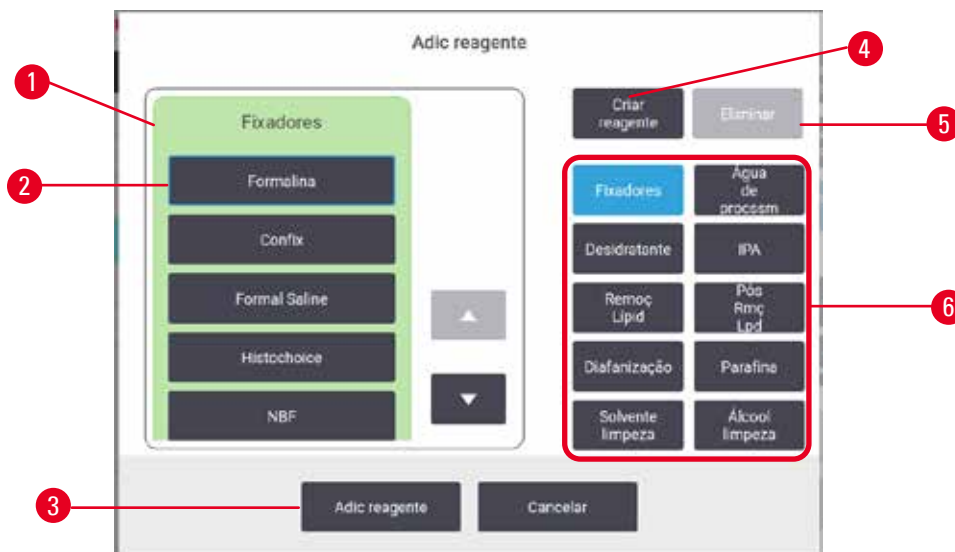 Adic reagente
1
Fixadores
2
Formalina
Confix
Formal Saline
Histochoice
NBF
4
Criar
reagente
Eliminar
5
Fixadores
Água
de
procssm
Desidratante
IPA
Remoç
Lipid
Pós
Rmç
Lpd
6
Diafanização
Parafina
Solvente
limpeza
Álcool
limpeza
3
Adic reagente
Cancelar